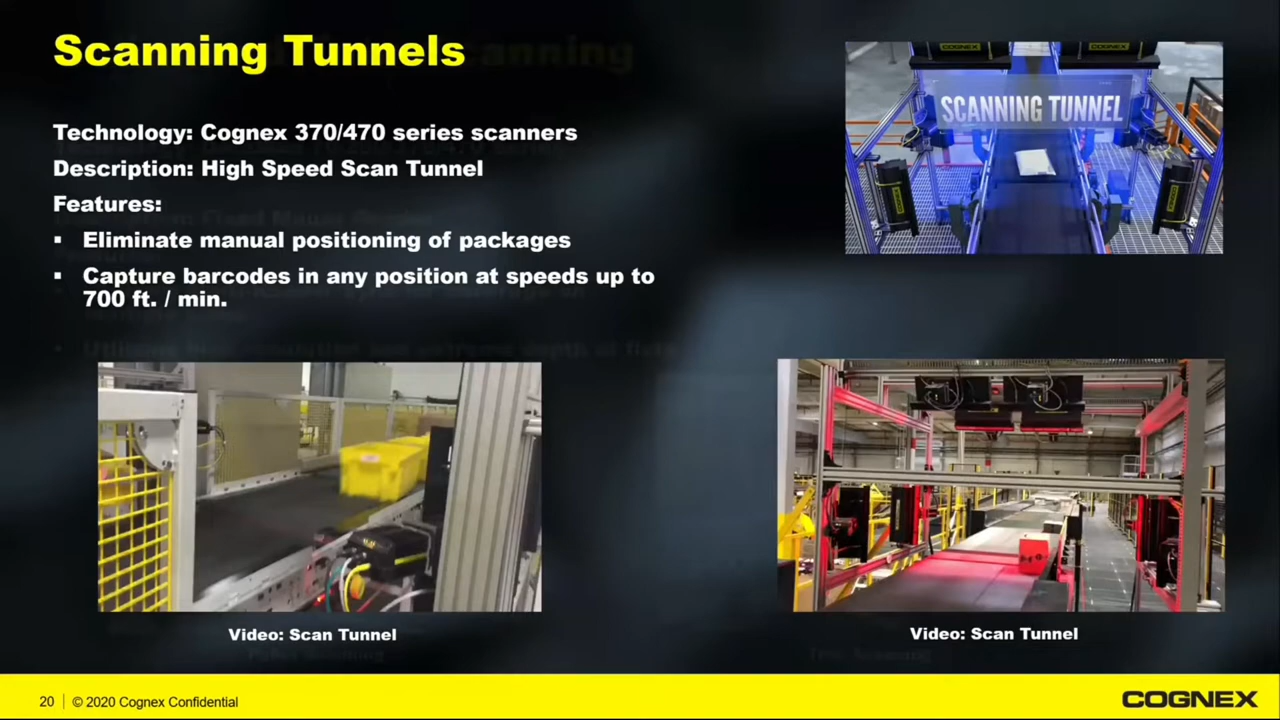 Scanning Tunnels
Technology: Cognex 370/470 series scanners
Description: High Speed Scan Tunnel
Features:
▪ Eliminate manual positioning of packages
▪ Capture barcodes in any position at speeds up to
700 ft. / min.
COGNEX
COGNEX
SCANNING TUNNEL
Video: Scan Tunnel
Video: Scan Tunnel
20 | © 2020 Cognex Confidential
COGNEX